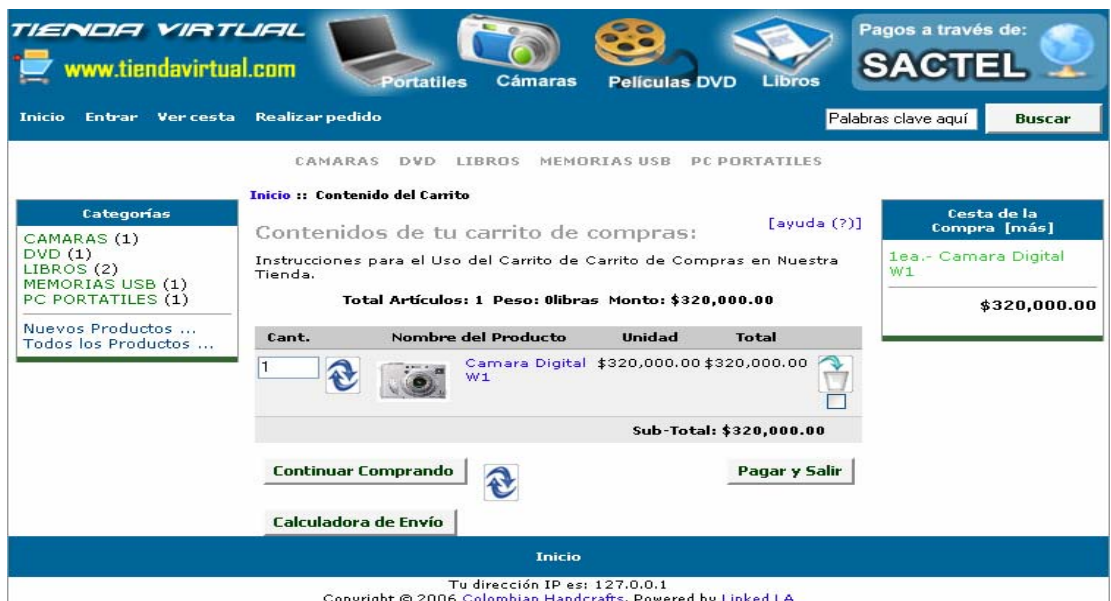 TIENDA VIRTUAL
www.tiendavirtual.com
Portatiles Cámaras Películas DVD Libros
Pagos a través de:
SACTEL
Inicio Entrar Ver cesta Realizar pedido
Palabras clave aquí Buscar
CAMARAS DVD LIBROS MEMORIAS USB PC PORTATILES
Categorías
CAMARAS (1)
DVD (1)
LIBROS (2)
MEMORIAS USB (1)
PC PORTATILES (1)
Nuevos Productos ...
Todos los Productos ...
Inicio :: Contenido del Carrito
[ayuda (?)]
Contenidos de tu carrito de compras:
Instrucciones para el Uso del Carrito de Carrito de Compras en Nuestra
Tienda.
Total Artículos: 1 Peso: 0libras Monto: $320,000.00
Cant. Nombre del Producto Unidad Total
1 Camara Digital $320,000.00 $320,000.00
W1
Sub-Total: $320,000.00
Continuar Comprando Pagar y Salir
Calculadora de Envío
Cesta de la
Compra [más]
1ea.- Camara Digital
W1
$320,000.00
Inicio
Tu dirección IP es: 127.0.0.1
Copyright © 2006 Colombian Handcrafts. Powered by Linked LA